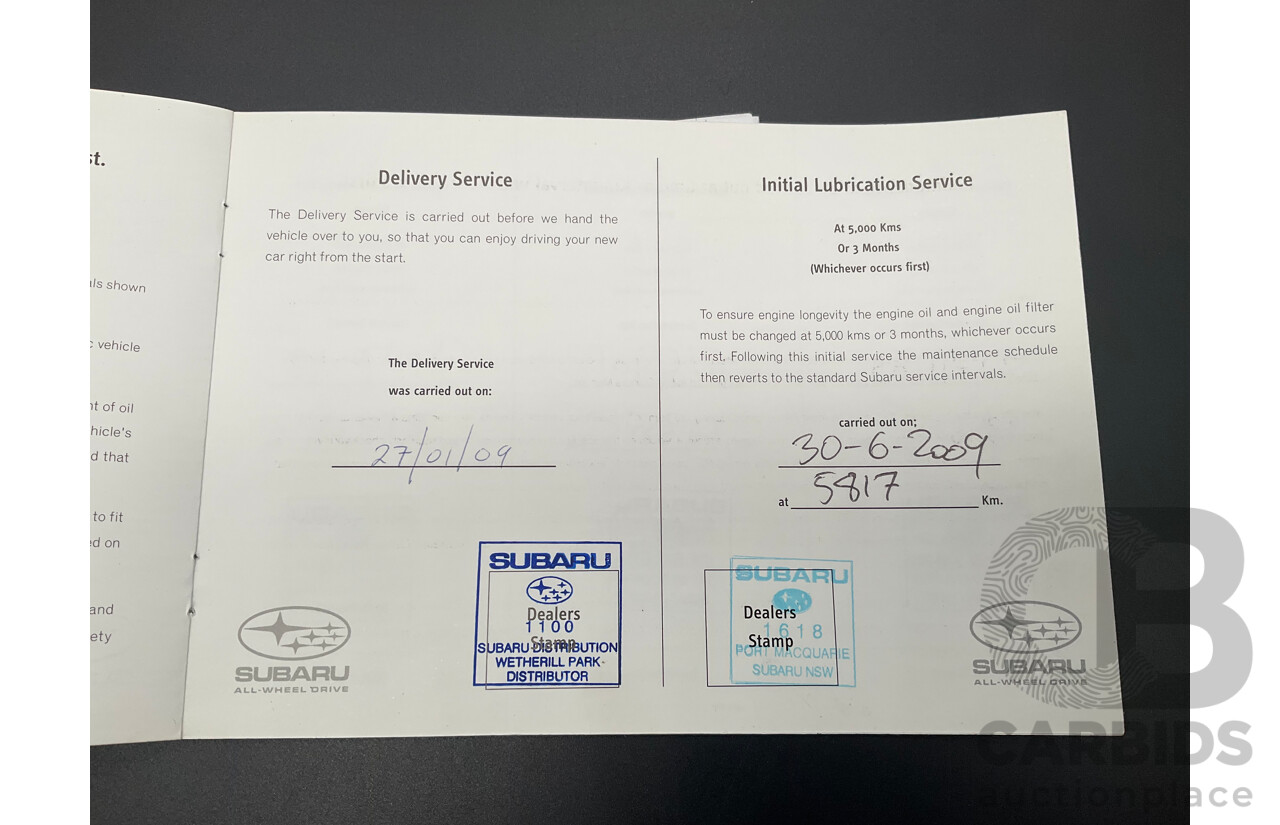 st.
ls shown
vehicle
nt of oil
hicle's
d that
to fit
ed on
and
ety
Delivery Service
The Delivery Service is carried out before we hand the
vehicle over to you, so that you can enjoy driving your new
car right from the start.
The Delivery Service
was carried out on:
27/01/09
SUBARU
Dealers
1100
Stamp
SUBARU DISTRIBUTION
WETHERILL PARK
DISTRIBUTOR
SUBARU
ALL-WHEEL DRIVE
Initial Lubrication Service
At 5,000 Kms
Or 3 Months
(Whichever occurs first)
To ensure engine longevity the engine oil and engine oil filter
must be changed at 5,000 kms or 3 months, whichever occurs
first. Following this initial service the maintenance schedule
then reverts to the standard Subaru service intervals.
carried out on;
30-6-2009
at 5817 Km.
SUBARU
Dealers
1618
Stamp
PORT MACQUARIE
SUBARU NSW
SUBARU
ALL-WHEEL DRIVE
CB
CARBIDS
auctionplace